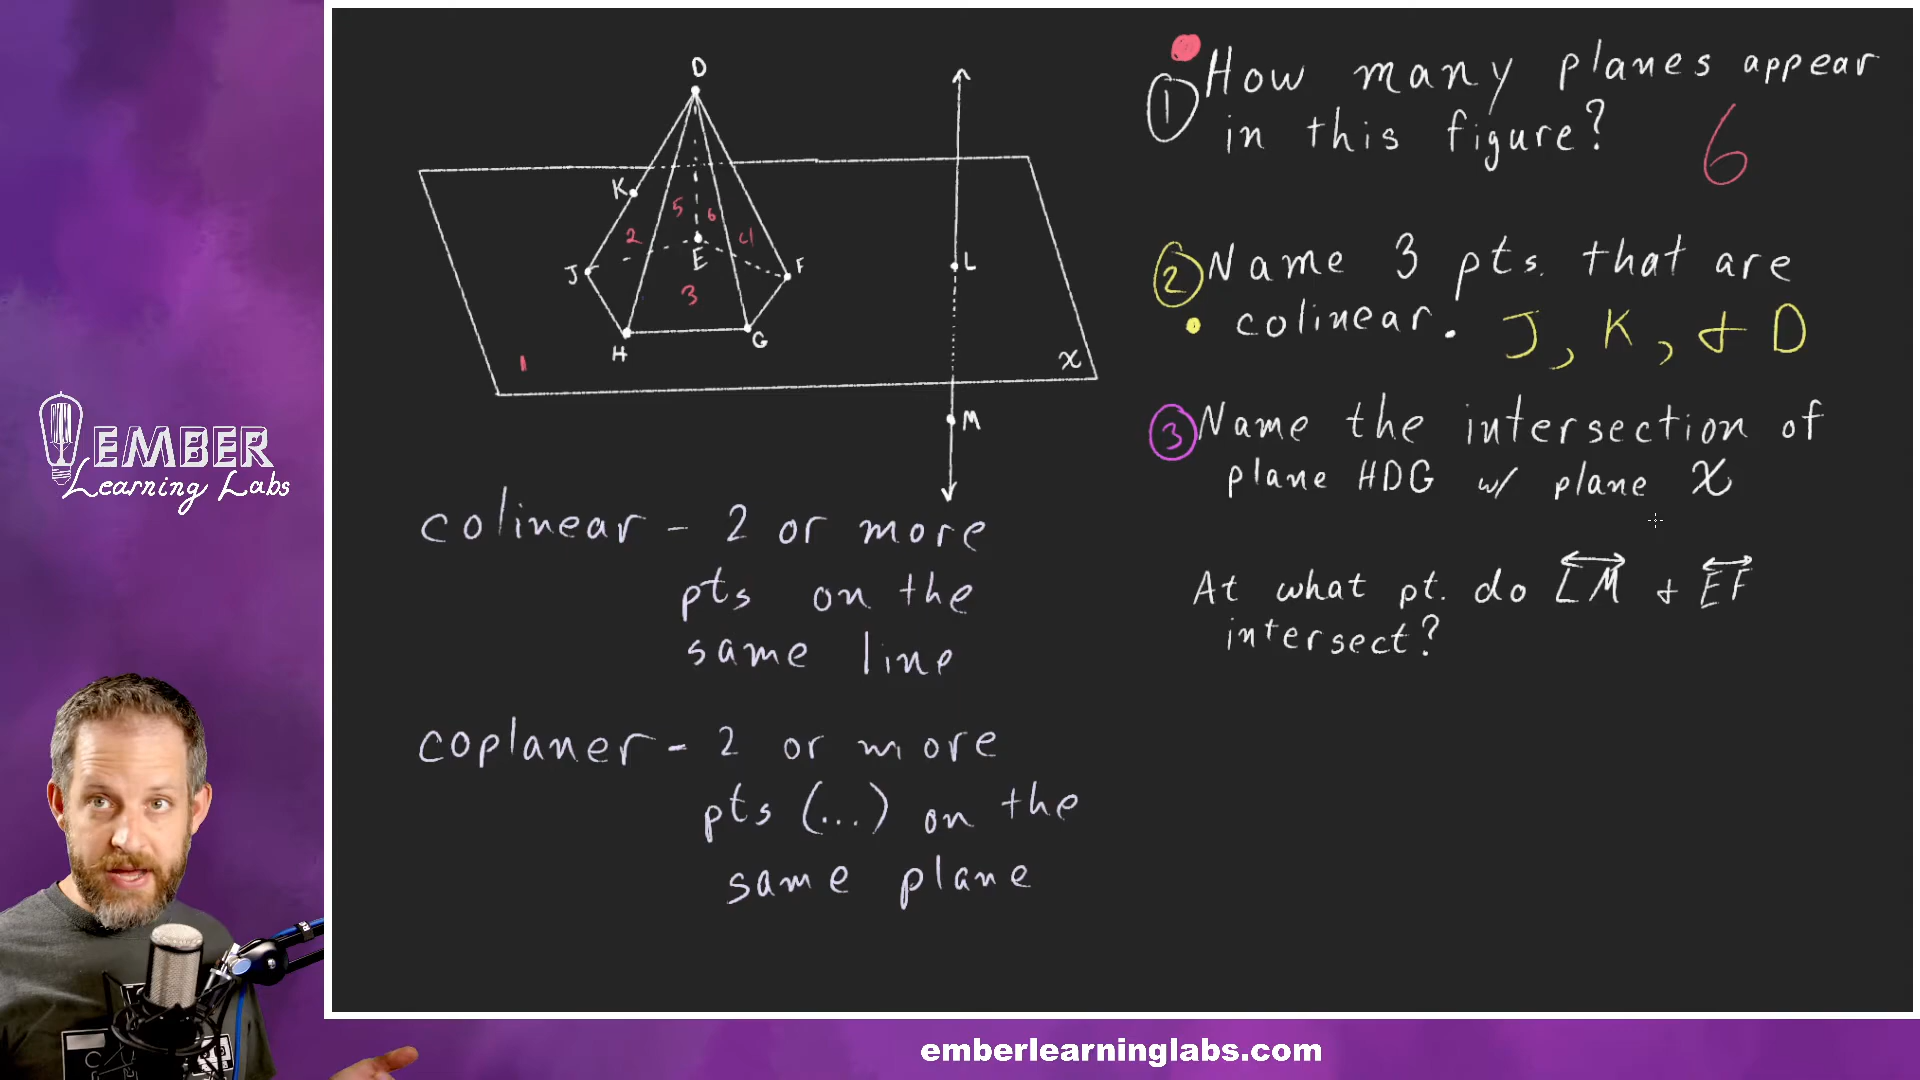 EMBER
Learning Labs
D
K
5
6
2
4
E
J
F
3
H
G
1
x
L
M
colinear - 2 or more
pts on the
same line
coplaner - 2 or more
pts (...) on the
same plane
① How many planes appear
in this figure? 6
② Name 3 pts. that are
colinear. J, K, & D
③ Name the intersection of
plane HDG w/ plane X
At what pt. do LM & EF
intersect?
emberlearninglabs.com